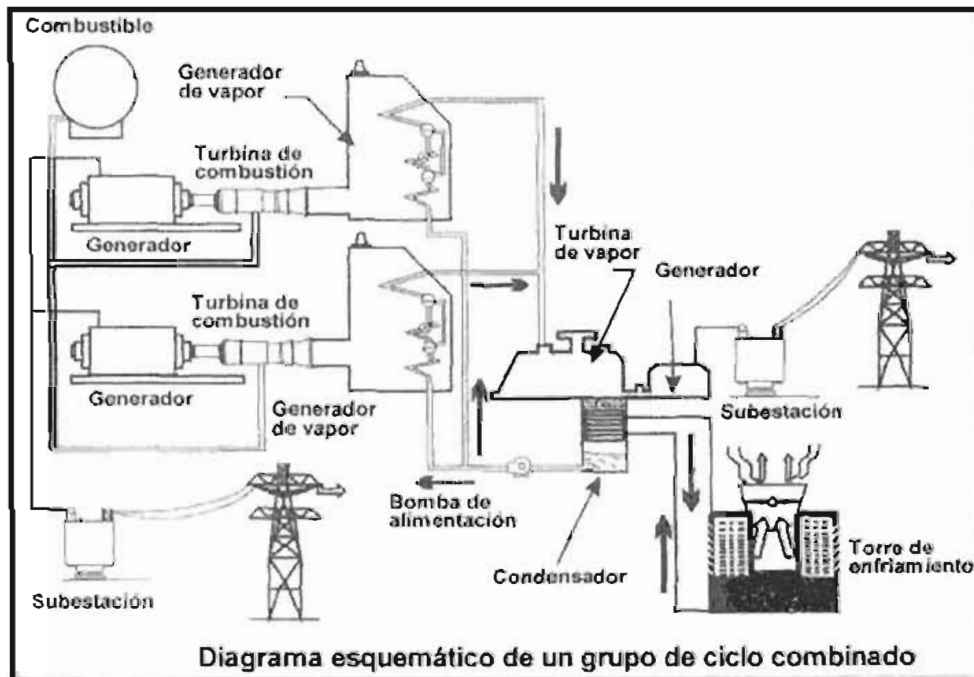 Combustible
Generador
de vapor
Turbina de
combustión
Generador
Turbina
de vapor
Generador
Turbina de
combustión
Generador
Generador
de vapor
Subestación
Bomba de
alimentación
Torre de
enfriamiento
Condensador
Subestación
Diagrama esquemático de un grupo de ciclo combinado